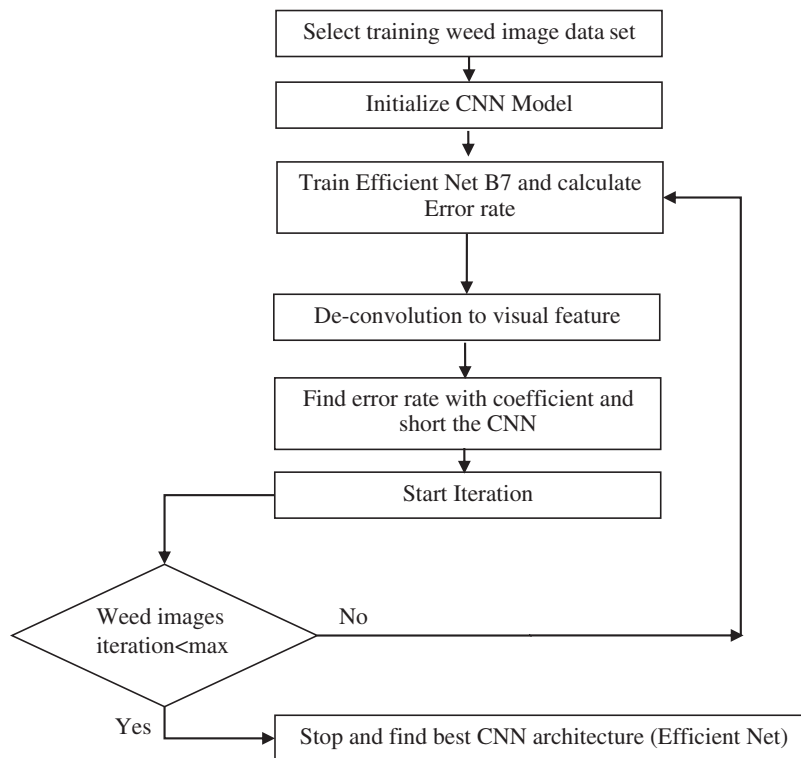 Select training weed image data set
Initialize CNN Model
Train Efficient Net B7 and calculate
Error rate
De-convolution to visual feature
Find error rate with coefficient and
short the CNN
Start Iteration
Weed images
iteration<max
No
Yes
Stop and find best CNN architecture (Efficient Net)